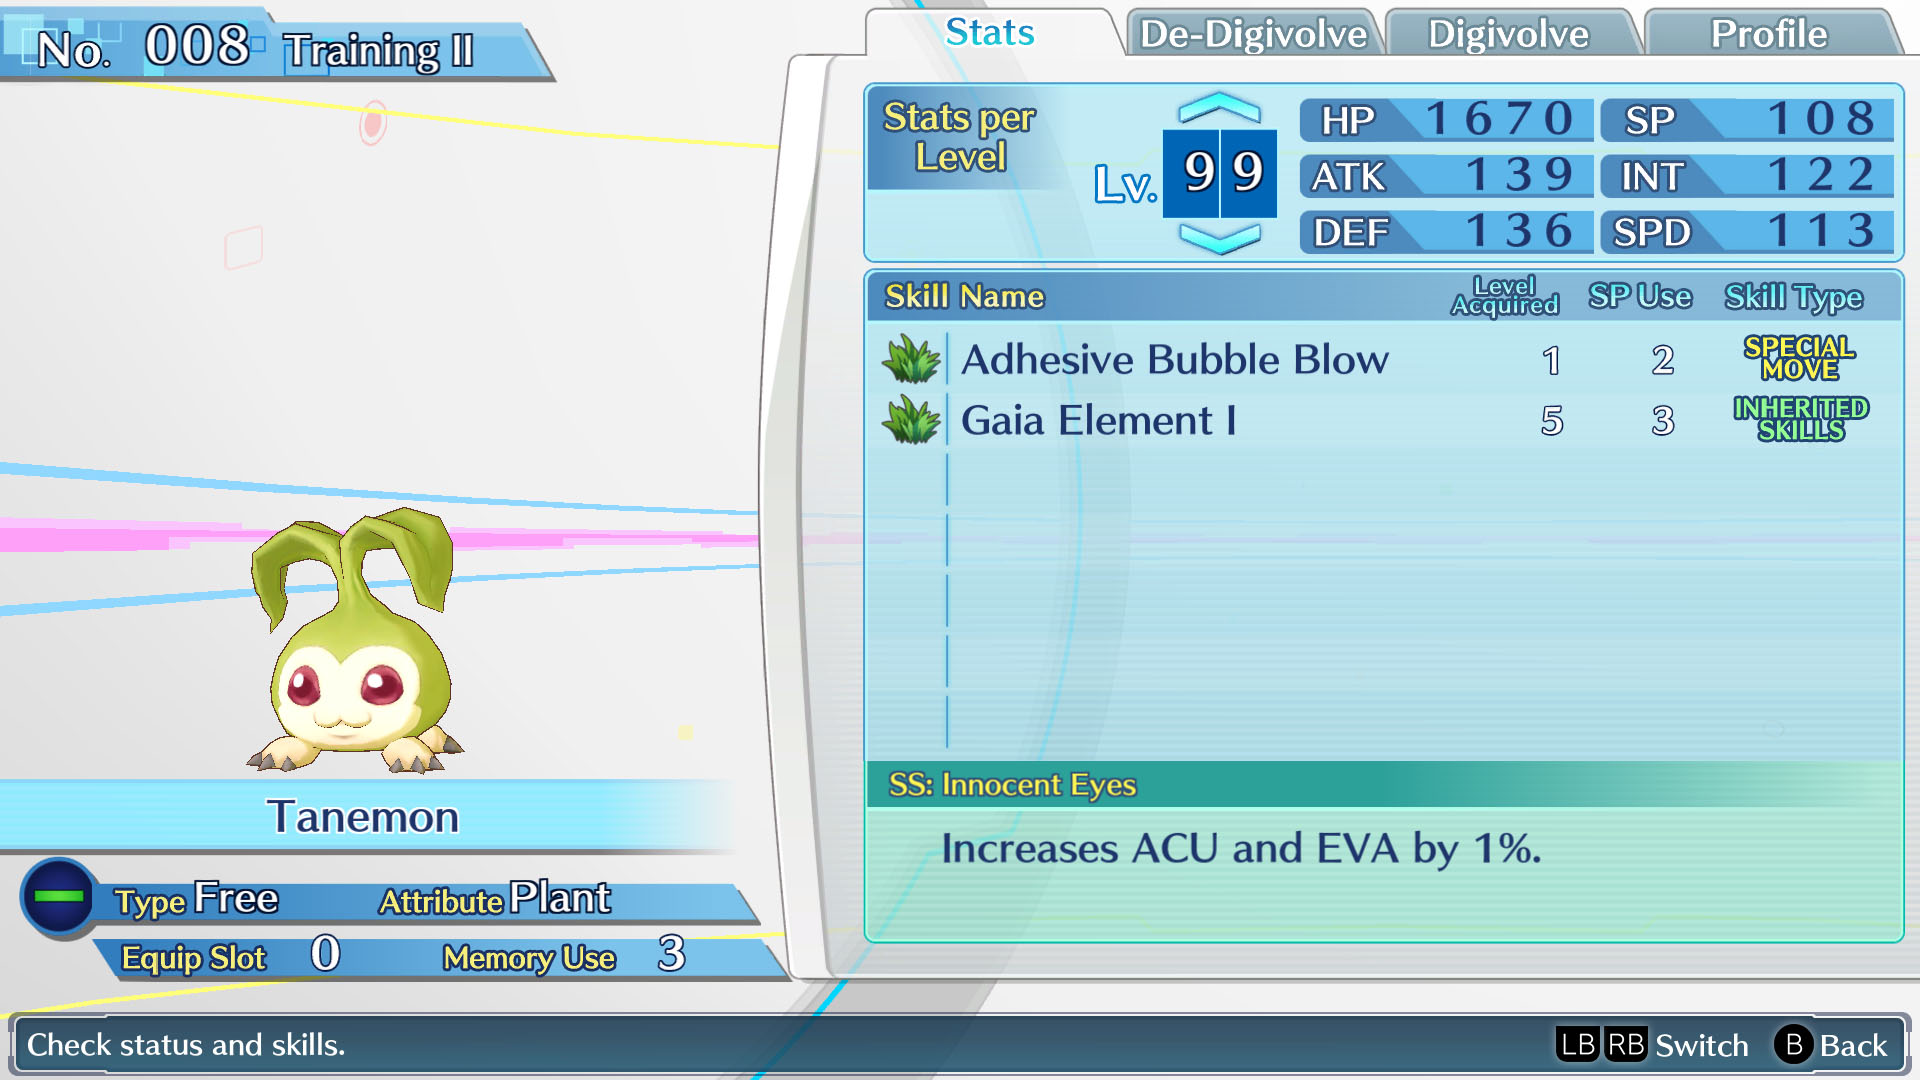 No. 008 Training II
Stats
De-Digivolve
Digivolve
Profile
Stats per
Level
Lv. 99
HP 1670
SP 108
ATK 139
INT 122
DEF 136
SPD 113
Skill Name
Level
Acquired
SP Use
Skill Type
Adhesive Bubble Blow 1 2 SPECIAL
MOVE
Gaia Element I 5 3 INHERITED
SKILLS
SS: Innocent Eyes
Increases ACU and EVA by 1%.
Tanemon
Type Free Attribute Plant
Equip Slot 0 Memory Use 3
Check status and skills.
LB RB Switch B Back